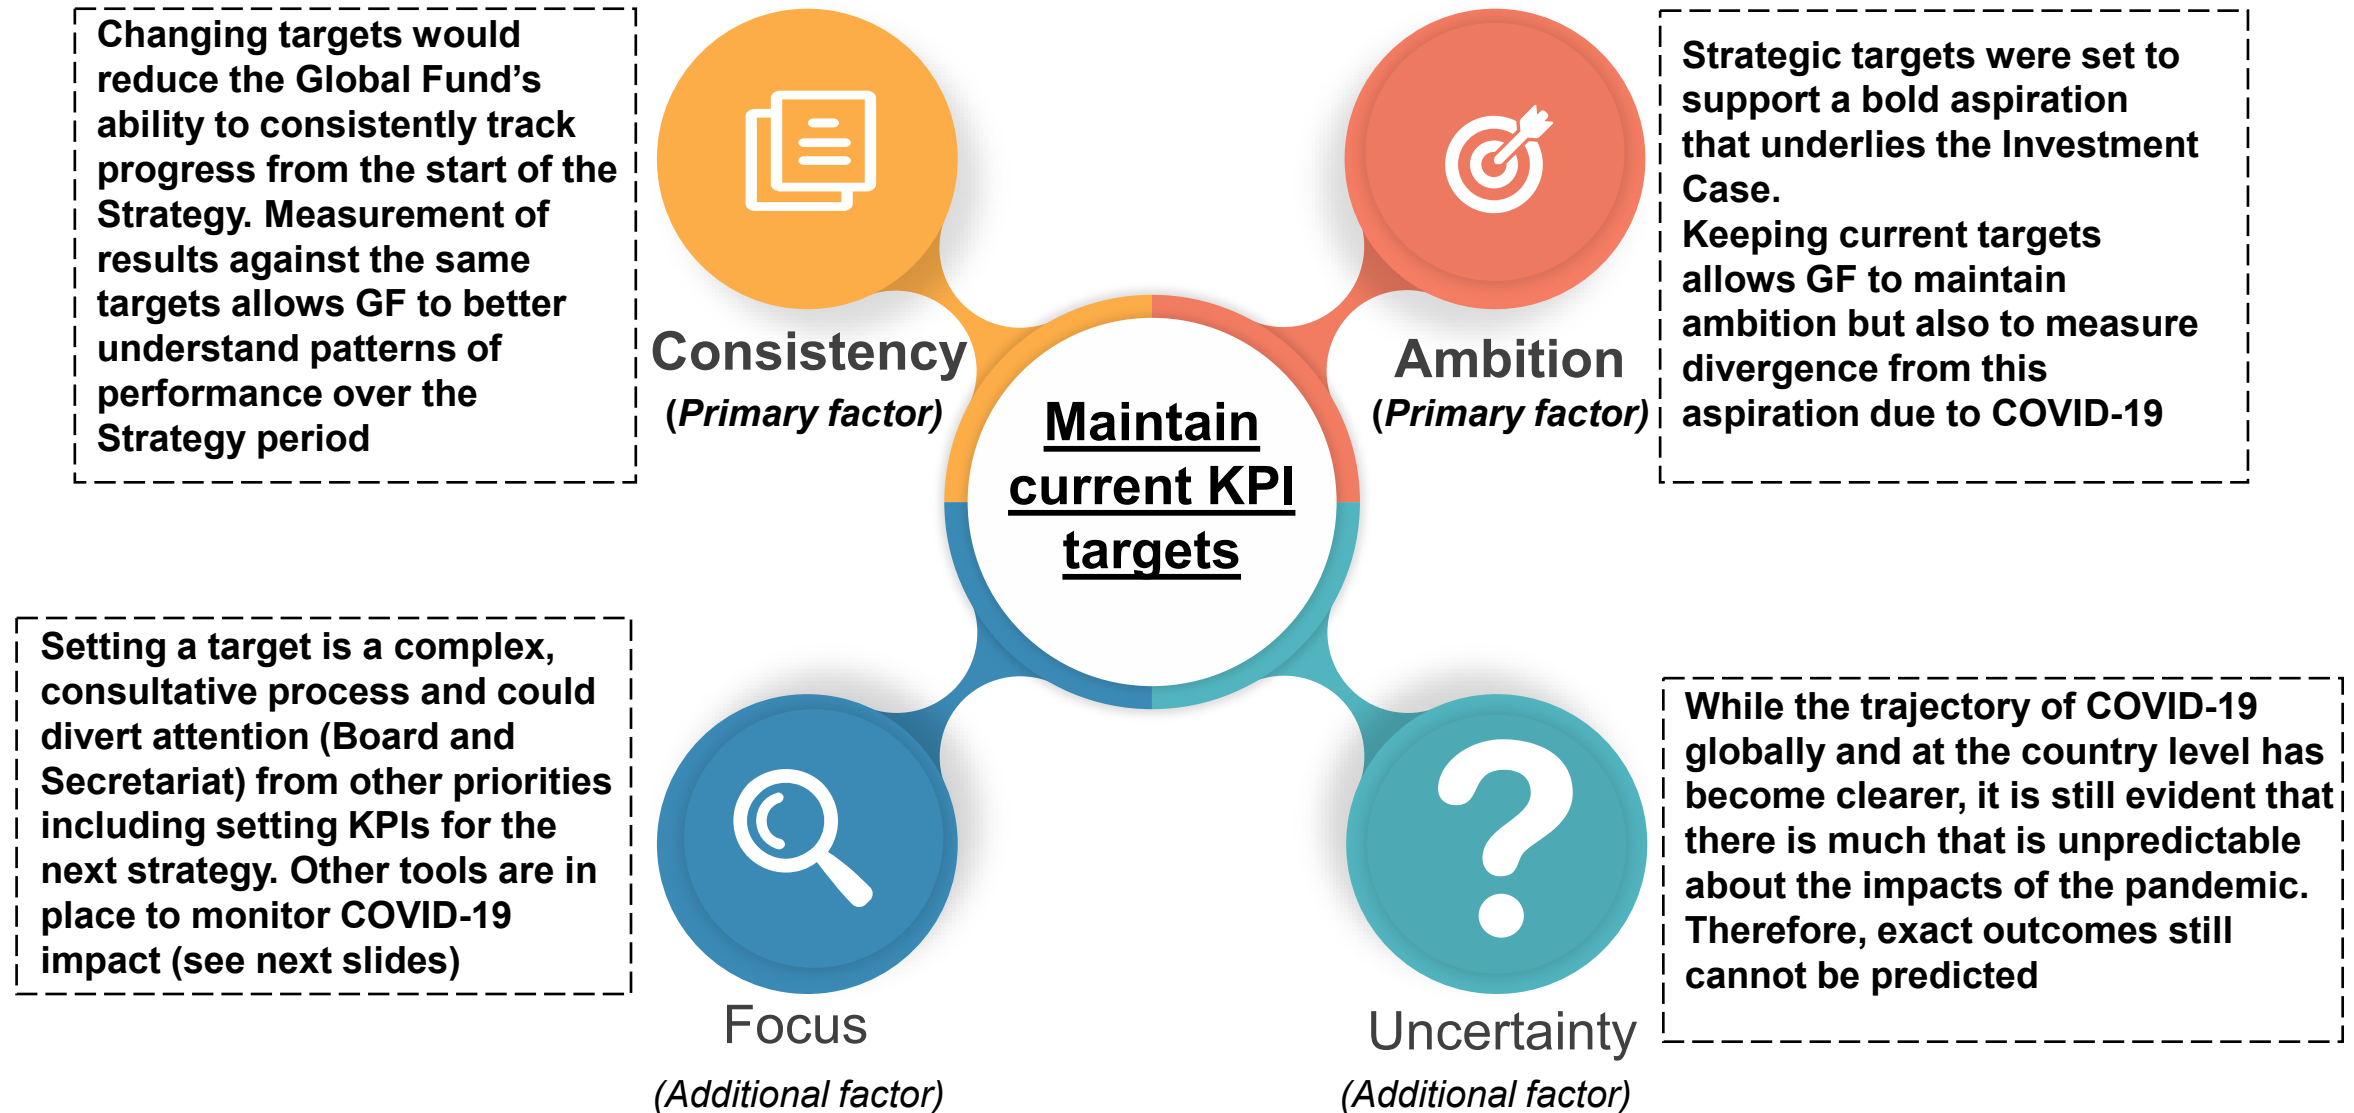 Changing targets would
reduce the Global Fund's
ability to consistently track
progress from the start of the
Strategy. Measurement of
results against the same
targets allows GF to better
understand patterns of
performance over the
Strategy period
Consistency
(Primary factor)
Ambition
(Primary factor)
Strategic targets were set to
support a bold aspiration
that underlies the Investment
Case.
Keeping current targets
allows GF to maintain
ambition but also to measure
divergence from this
aspiration due to COVID-19
Maintain
current KPI
targets
Setting a target is a complex,
consultative process and could
divert attention (Board and
Secretariat) from other priorities
including setting KPIs for the
next strategy. Other tools are in
place to monitor COVID-19
impact (see next slides)
Focus
(Additional factor)
Uncertainty
(Additional factor)
While the trajectory of COVID-19
globally and at the country level has
become clearer, it is still evident that
there is much that is unpredictable
about the impacts of the pandemic.
Therefore, exact outcomes still
cannot be predicted